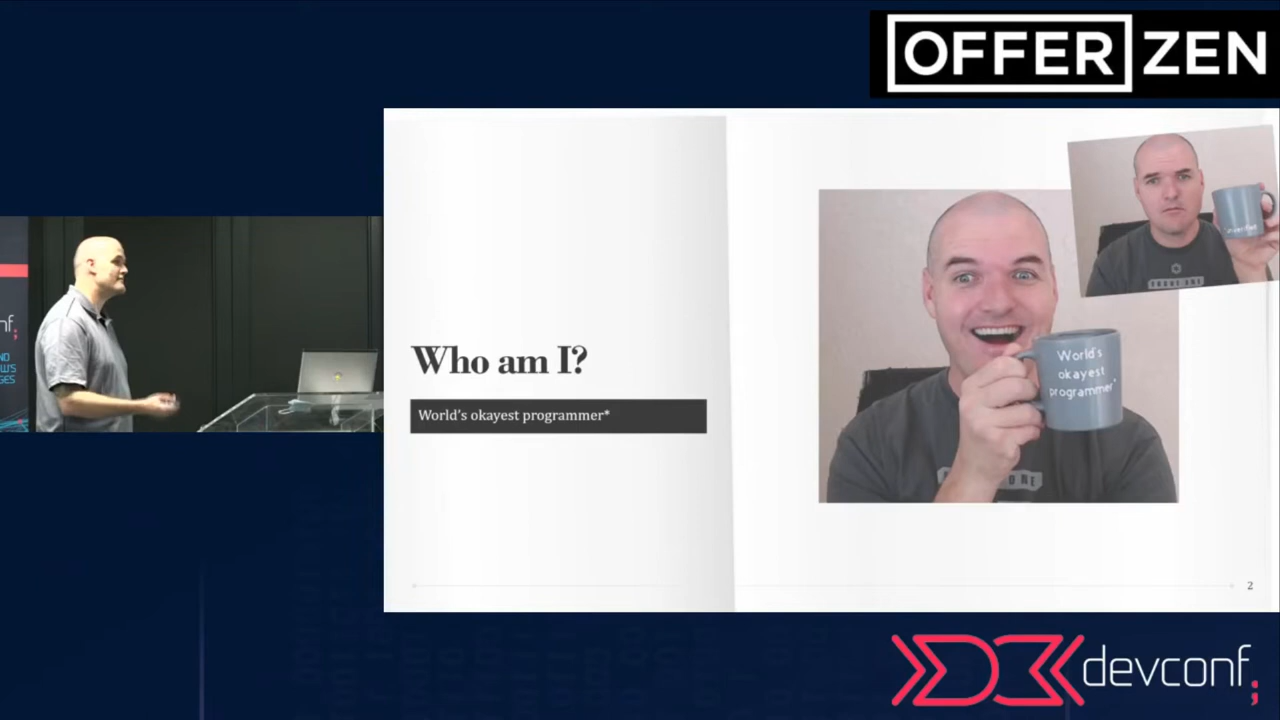 OFFER ZEN
Who am I?
World's okayest programmer*
World's
okayest
programmer*
2
devconf;